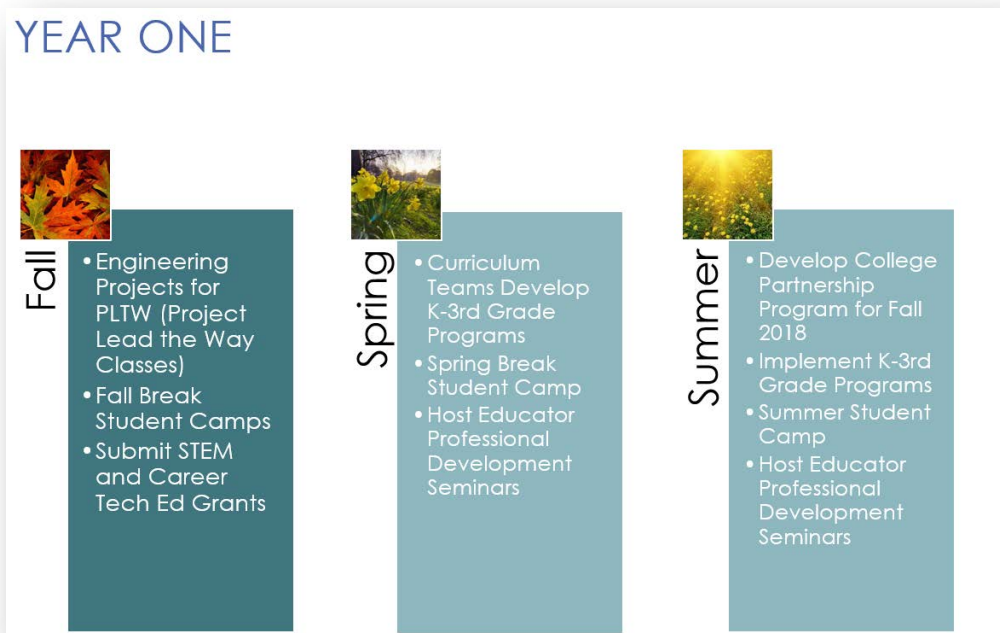 YEAR ONE
Fall
• Engineering
Projects for
PLTW (Project
Lead the Way
Classes)
• Fall Break
Student Camps
• Submit STEM
and Career
Tech Ed Grants
Spring
• Curriculum
Teams Develop
K-3rd Grade
Programs
• Spring Break
Student Camp
• Host Educator
Professional
Development
Seminars
Summer
• Develop College
Partnership
Program for Fall
2018
• Implement K-3rd
Grade Programs
• Summer Student
Camp
• Host Educator
Professional
Development
Seminars